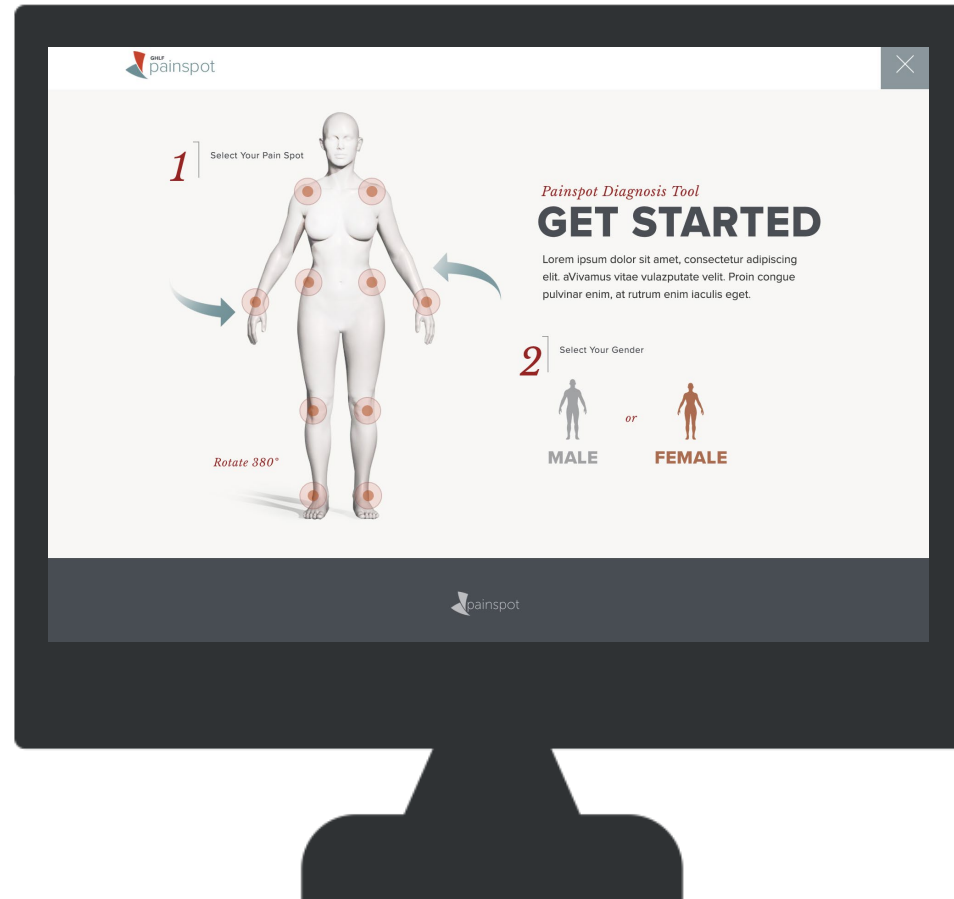 GHLF
painspot
1
Select Your Pain Spot
Rotate 380°
Painspot Diagnosis Tool
GET STARTED
Lorem ipsum dolor sit amet, consectetur adipiscing
elit. aVivamus vitae vulazputate velit. Proin congue
pulvinar enim, at rutrum enim iaculis eget.
2
Select Your Gender
MALE
or
FEMALE
painspot